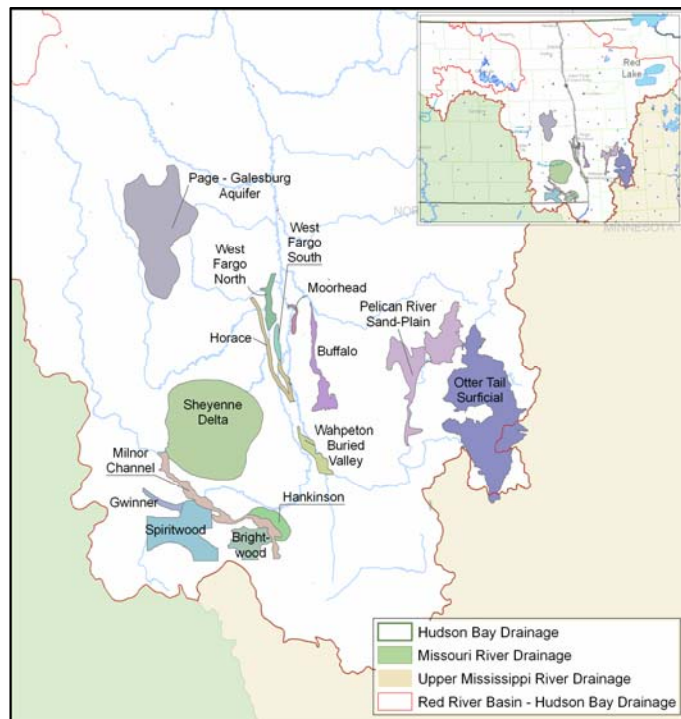 Red
Lake
NOR
MINNESOTA
Page - Galesburg
Aquifer
West
Fargo
South
West
Fargo
North
Moorhead
Pelican River
Sand-Plain
Horace
Buffalo
Otter Tail
Surficial
Sheyenne
Delta
Wahpeton
Buried
Valley
Milnor
Channel
Gwinner
Hankinson
Spiritwood
Bright-
wood
Hudson Bay Drainage
Missouri River Drainage
Upper Mississippi River Drainage
Red River Basin - Hudson Bay Drainage